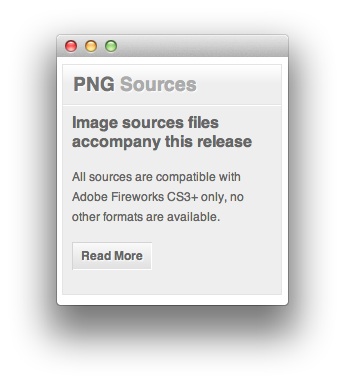 PNG Sources
Image sources files
accompany this release
All sources are compatible with
Adobe Fireworks CS3+ only, no
other formats are available.
Read More